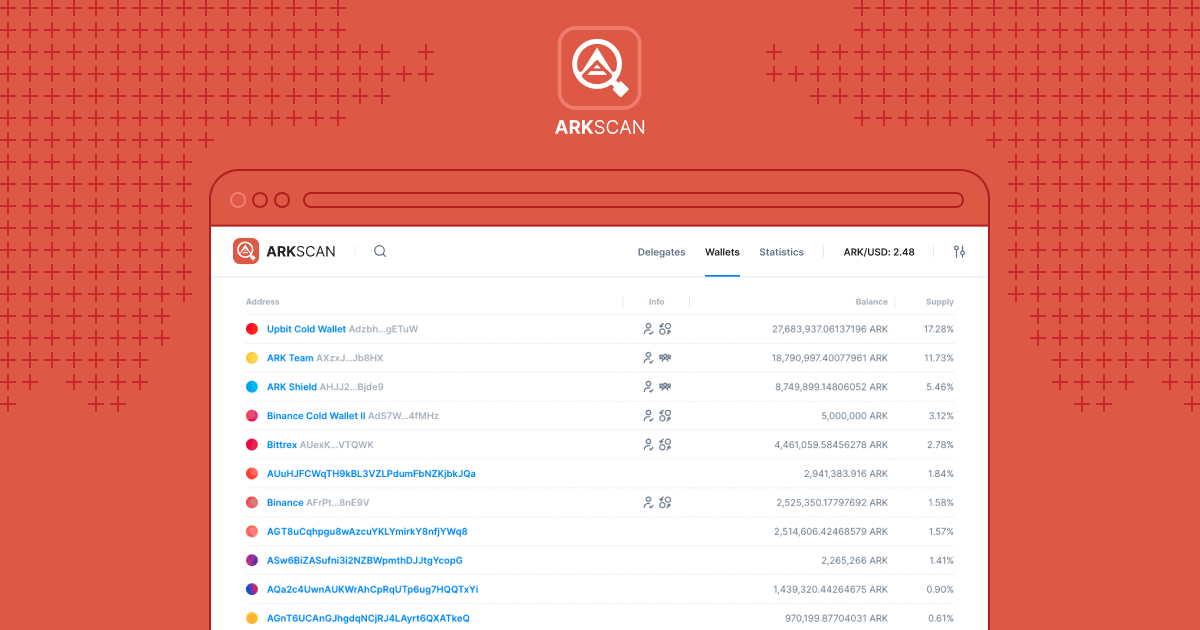 ARKSCAN
ARKSCAN Delegates Wallets Statistics ARK/USD: 2.48
Address Info Balance Supply
Upbit Cold Wallet Adzbh...gETuW 27,683,937.06137196 ARK 17.28%
ARK Team AXzxJ...Jb8HX 18,790,997.40077961 ARK 11.73%
ARK Shield AHJJ2...Bjde9 8,749,899.14806052 ARK 5.46%
Binance Cold Wallet II AdS7W...4fMHz 5,000,000 ARK 3.12%
Bittrex AUexK...VTQWK 4,461,059.58456278 ARK 2.78%
AUuHJFCWqTH9kBL3VZLPdumFbNZKjbkJQa 2,941,383.916 ARK 1.84%
Binance AFrPt...8nE9V 2,525,350.17797692 ARK 1.58%
AGT8uCqhpgu8wAzcuYKLYmirkY8nfjYWq8 2,514,606.42468579 ARK 1.57%
ASw6BiZASufni3i2NZBWpmthDJJtgYcopG 2,265,266 ARK 1.41%
AQa2c4UwnAUKWrAhCpRqUTp6ug7HQQTxYi 1,439,320.44264675 ARK 0.90%
AGnT6UCAnGJhgdqNCjRJ4LAyrt6QXATkeQ 970,199.87704031 ARK 0.61%